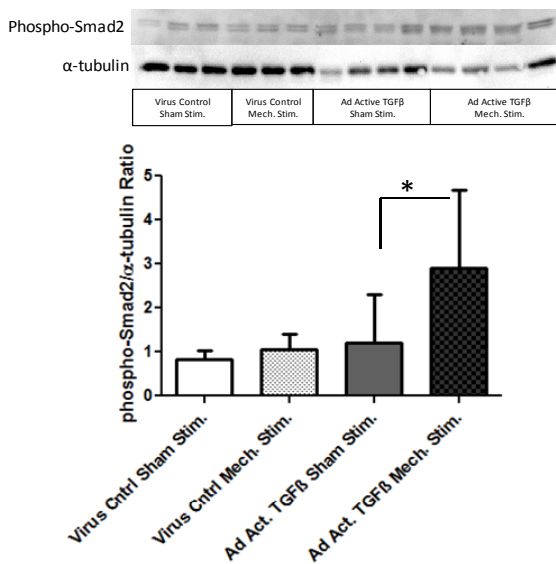 Phospho-Smad2
α-tubulin
Virus Control
Sham Stim.
Virus Control
Mech. Stim.
Ad Active TGFβ
Sham Stim.
Ad Active TGFβ
Mech. Stim.
phospho-Smad2/α-tubulin Ratio
5
4
3
2
1
0
*
Virus Cntrl Sham Stim.
Virus Cntrl Mech. Stim.
Ad Act. TGFß Sham Stim.
Ad Act. TGFß Mech. Stim.